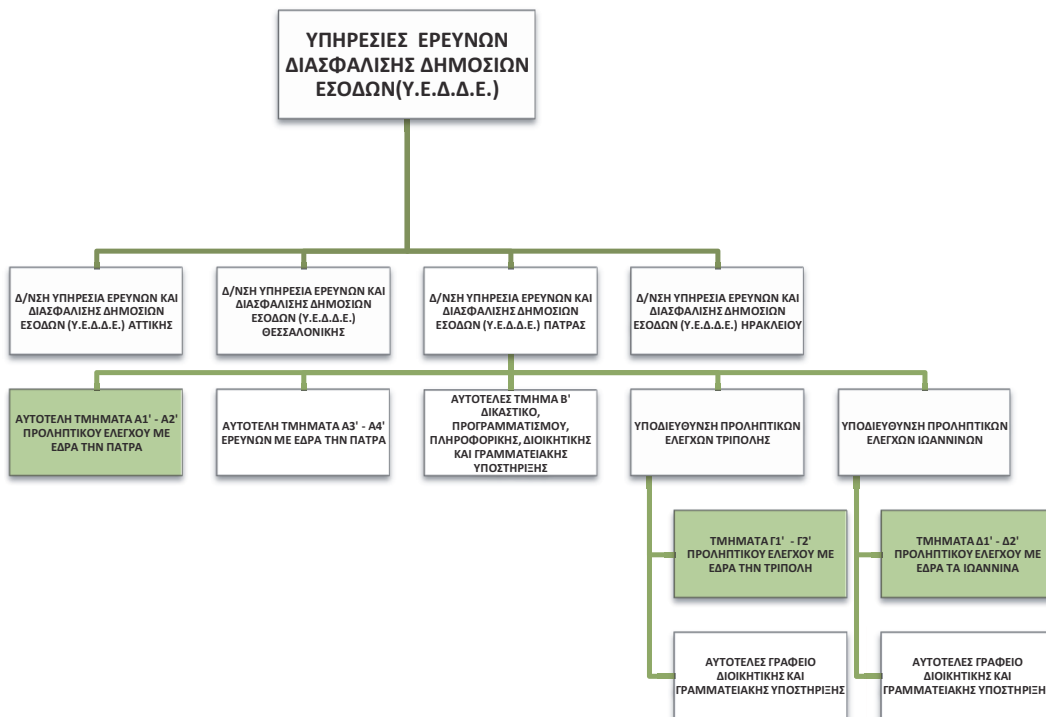 ΥΠΗΡΕΣΙΕΣ ΕΡΕΥΝΩΝ
ΔΙΑΣΦΑΛΙΣΗΣ ΔΗΜΟΣΙΩΝ
ΕΣΟΔΩΝ(Υ.Ε.Δ.Δ.Ε.)
Δ/ΝΣΗ ΥΠΗΡΕΣΙΑ ΕΡΕΥΝΩΝ ΚΑΙ
ΔΙΑΣΦΑΛΙΣΗΣ ΔΗΜΟΣΙΩΝ
ΕΣΟΔΩΝ (Υ.Ε.Δ.Δ.Ε.) ΑΤΤΙΚΗΣ
Δ/ΝΣΗ ΥΠΗΡΕΣΙΑ ΕΡΕΥΝΩΝ ΚΑΙ
ΔΙΑΣΦΑΛΙΣΗΣ ΔΗΜΟΣΙΩΝ
ΕΣΟΔΩΝ (Υ.Ε.Δ.Δ.Ε.)
ΘΕΣΣΑΛΟΝΙΚΗΣ
Δ/ΝΣΗ ΥΠΗΡΕΣΙΑ ΕΡΕΥΝΩΝ ΚΑΙ
ΔΙΑΣΦΑΛΙΣΗΣ ΔΗΜΟΣΙΩΝ
ΕΣΟΔΩΝ (Υ.Ε.Δ.Δ.Ε.) ΠΑΤΡΑΣ
Δ/ΝΣΗ ΥΠΗΡΕΣΙΑ ΕΡΕΥΝΩΝ ΚΑΙ
ΔΙΑΣΦΑΛΙΣΗΣ ΔΗΜΟΣΙΩΝ
ΕΣΟΔΩΝ (Υ.Ε.Δ.Δ.Ε.) ΗΡΑΚΛΕΙΟΥ
ΑΥΤΟΤΕΛΗ ΤΜΗΜΑΤΑ Α1' - Α2'
ΠΡΟΛΗΠΤΙΚΟΥ ΕΛΕΓΧΟΥ ΜΕ
ΕΔΡΑ ΤΗΝ ΠΑΤΡΑ
ΑΥΤΟΤΕΛΗ ΤΜΗΜΑΤΑ Α3' - Α4'
ΕΡΕΥΝΩΝ ΜΕ ΕΔΡΑ ΤΗΝ ΠΑΤΡΑ
ΑΥΤΟΤΕΛΕΣ ΤΜΗΜΑ Β'
ΔΙΚΑΣΤΙΚΟ,
ΠΡΟΓΡΑΜΜΑΤΙΣΜΟΥ,
ΠΛΗΡΟΦΟΡΙΚΗΣ, ΔΙΟΙΚΗΤΙΚΗΣ
ΚΑΙ ΓΡΑΜΜΑΤΕΙΑΚΗΣ
ΥΠΟΣΤΗΡΙΞΗΣ
ΥΠΟΔΙΕΥΘΥΝΣΗ ΠΡΟΛΗΠΤΙΚΩΝ
ΕΛΕΓΧΩΝ ΤΡΙΠΟΛΗΣ
ΥΠΟΔΙΕΥΘΥΝΣΗ ΠΡΟΛΗΠΤΙΚΩΝ
ΕΛΕΓΧΩΝ ΙΩΑΝΝΙΝΩΝ
ΤΜΗΜΑΤΑ Γ1' - Γ2'
ΠΡΟΛΗΠΤΙΚΟΥ ΕΛΕΓΧΟΥ ΜΕ
ΕΔΡΑ ΤΗΝ ΤΡΙΠΟΛΗ
ΤΜΗΜΑΤΑ Δ1' - Δ2'
ΠΡΟΛΗΠΤΙΚΟΥ ΕΛΕΓΧΟΥ ΜΕ
ΕΔΡΑ ΤΑ ΙΩΑΝΝΙΝΑ
ΑΥΤΟΤΕΛΕΣ ΓΡΑΦΕΙΟ
ΔΙΟΙΚΗΤΙΚΗΣ ΚΑΙ
ΓΡΑΜΜΑΤΕΙΑΚΗΣ ΥΠΟΣΤΗΡΙΞΗΣ
ΑΥΤΟΤΕΛΕΣ ΓΡΑΦΕΙΟ
ΔΙΟΙΚΗΤΙΚΗΣ ΚΑΙ
ΓΡΑΜΜΑΤΕΙΑΚΗΣ ΥΠΟΣΤΗΡΙΞΗΣ